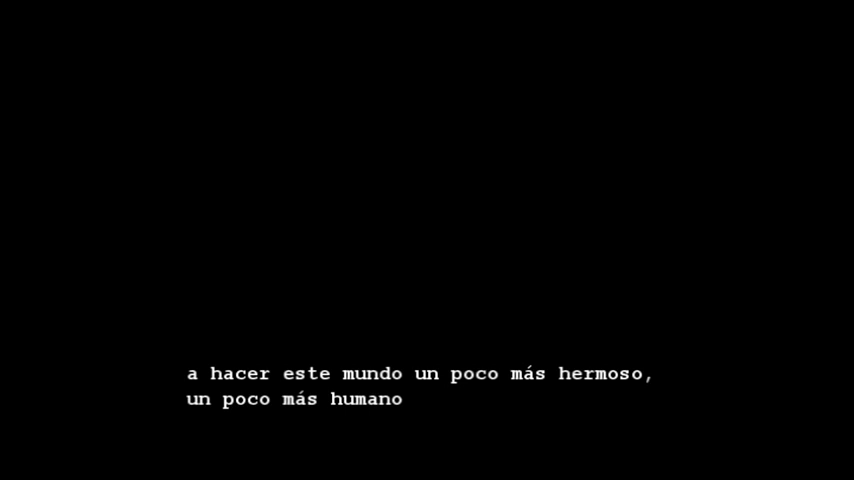 a hacer este mundo un poco más hermoso,
un poco más humano